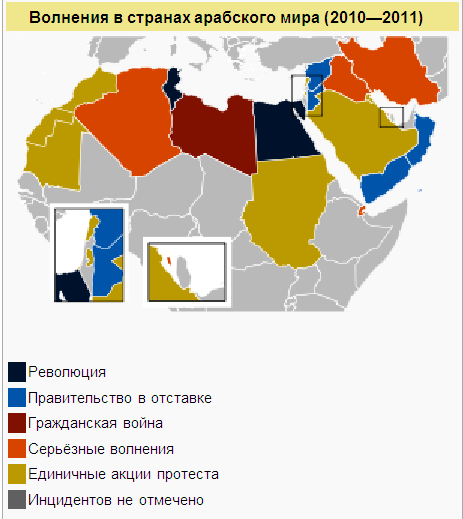 Волнения в странах арабского мира (2010—2011)
Революция
Правительство в отставке
Гражданская война
Серьёзные волнения
Единичные акции протеста
Инцидентов не отмечено